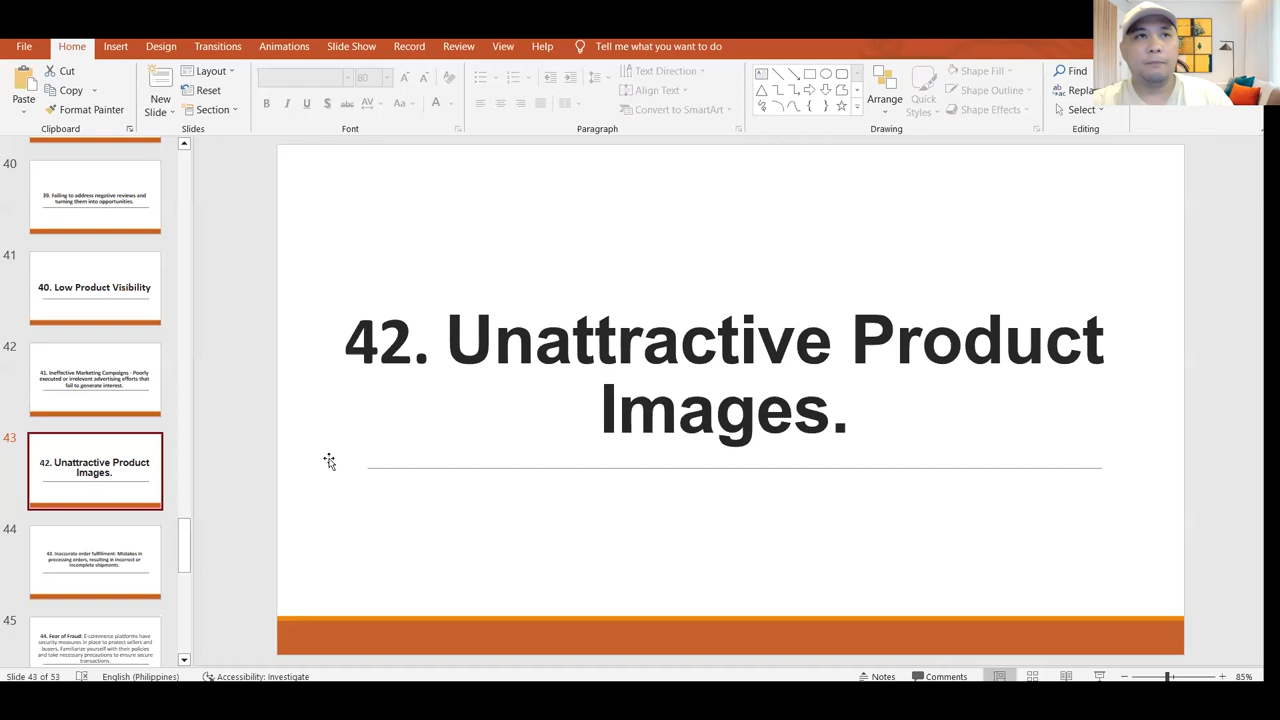 File Home Insert Design Transitions Animations Slide Show Record Review View Help Tell me what you want to do
Paste
Cut
Copy
Format Painter
Clipboard
New
Slide
Layout
Reset
Section
Slides
80
B I U S abc AV Aa A
Font
Text Direction
Align Text
Convert to SmartArt
Paragraph
Arrange
Quick
Styles
Shape Fill
Shape Outline
Shape Effects
Drawing
Find
Repla
Select
Editing
40
39. Failing to address negative reviews and
turning them into opportunities.
41
40. Low Product Visibility
42
41. Ineffective Marketing Campaigns - Poorly
executed or irrelevant advertising efforts that
fail to generate interest.
43
42. Unattractive Product
Images.
44
43. Inaccurate order fulfillment: Mistakes in
processing orders, resulting in incorrect or
incomplete shipments.
45
44. Fear of Fraud: E-commerce platforms have
security measures in place to protect sellers and
buyers. Familiarize yourself with their policies
and take necessary precautions to ensure secure
transactions.
42. Unattractive Product
Images.
Slide 43 of 53 English (Philippines) Accessibility: Investigate Notes Comments 85%